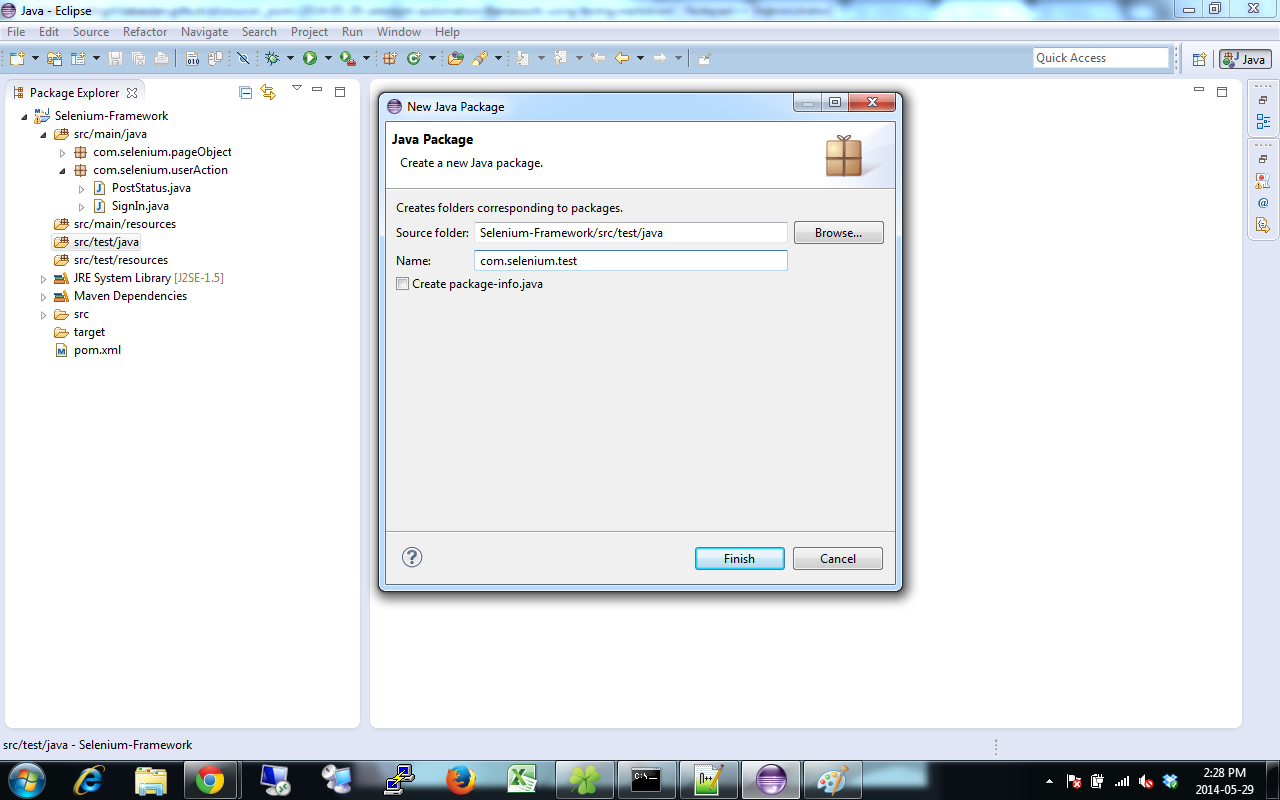 Java - Eclipse
File Edit Source Refactor Navigate Search Project Run Window Help
Quick Access
Java
Package Explorer
Selenium-Framework
src/main/java
com.selenium.pageObject
com.selenium.userAction
PostStatus.java
SignIn.java
src/main/resources
src/test/java
src/test/resources
JRE System Library [J2SE-1.5]
Maven Dependencies
src
target
pom.xml
New Java Package
Java Package
Create a new Java package.
Creates folders corresponding to packages.
Source folder: Selenium-Framework/src/test/java Browse...
Name: com.selenium.test
Create package-info.java
Finish Cancel
src/test/java - Selenium-Framework
2:28 PM
2014-05-29